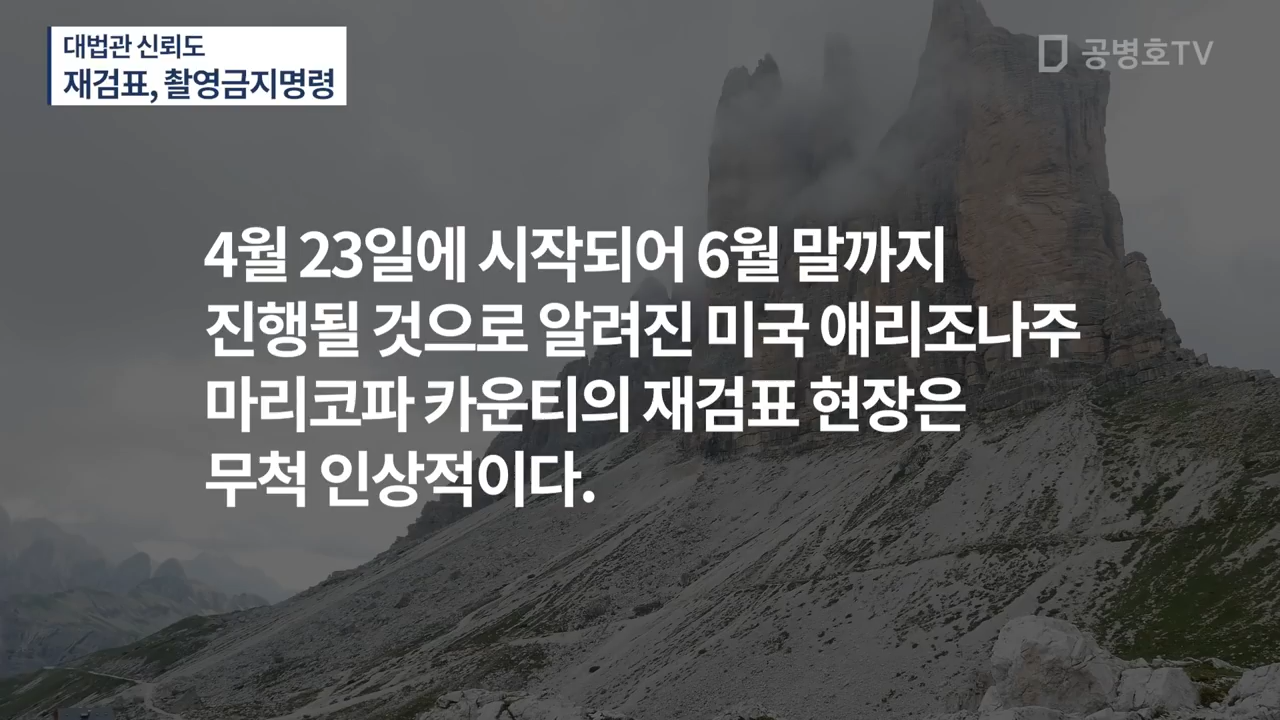 대법관 신뢰도
재검표, 촬영금지명령
공병호TV
4월 23일에 시작되어 6월 말까지
진행될 것으로 알려진 미국 애리조나주
마리코파 카운티의 재검표 현장은
무척 인상적이다.